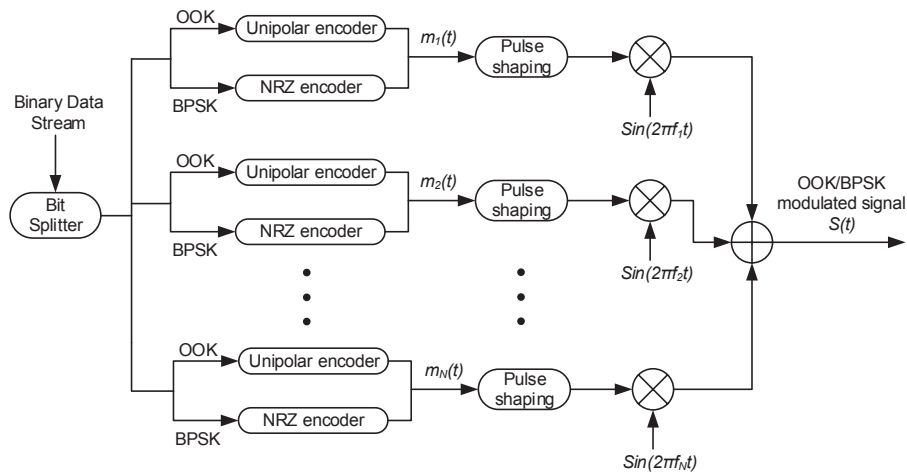 Binary Data
Stream
Bit
Splitter
OOK
Unipolar encoder
BPSK
NRZ encoder
m1(t)
Pulse
shaping
Sin(2πf1t)
OOK
Unipolar encoder
BPSK
NRZ encoder
m2(t)
Pulse
shaping
Sin(2πf2t)
OOK/BPSK
modulated signal
S(t)
OOK
Unipolar encoder
BPSK
NRZ encoder
mN(t)
Pulse
shaping
Sin(2πfNt)